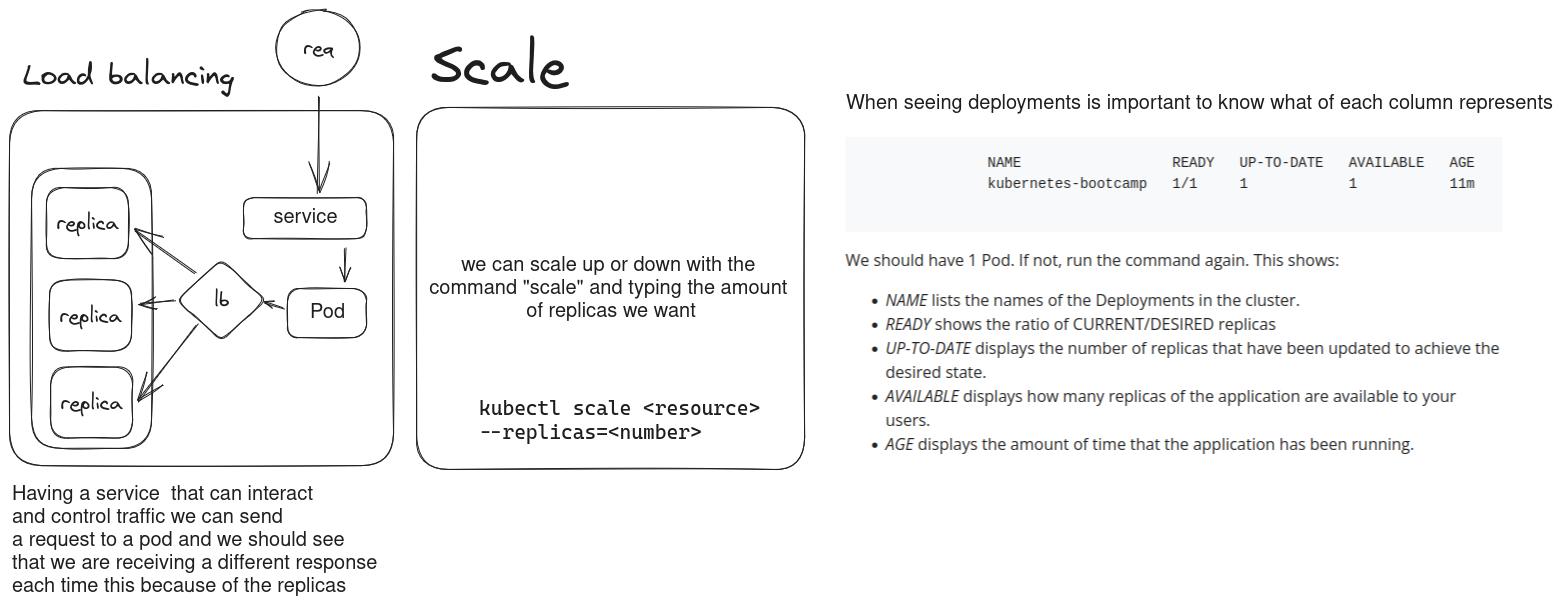 Load balancing
req
service
Pod
lb
replica
replica
replica
Having a service  that can interact
and control traffic we can send
a request to a pod and we should see
that we are receiving a different response
each time this because of the replicas
Scale
we can scale up or down with the
command "scale" and typing the amount
of replicas we want
kubectl scale <resource>
--replicas=<number>
When seeing deployments is important to know what of each column represents
NAME READY UP-TO-DATE AVAILABLE AGE
kubernetes-bootcamp 1/1 1 1 11m
We should have 1 Pod. If not, run the command again. This shows:
• NAME lists the names of the Deployments in the cluster.
• READY shows the ratio of CURRENT/DESIRED replicas
• UP-TO-DATE displays the number of replicas that have been updated to achieve the
desired state.
• AVAILABLE displays how many replicas of the application are available to your
users.
• AGE displays the amount of time that the application has been running.